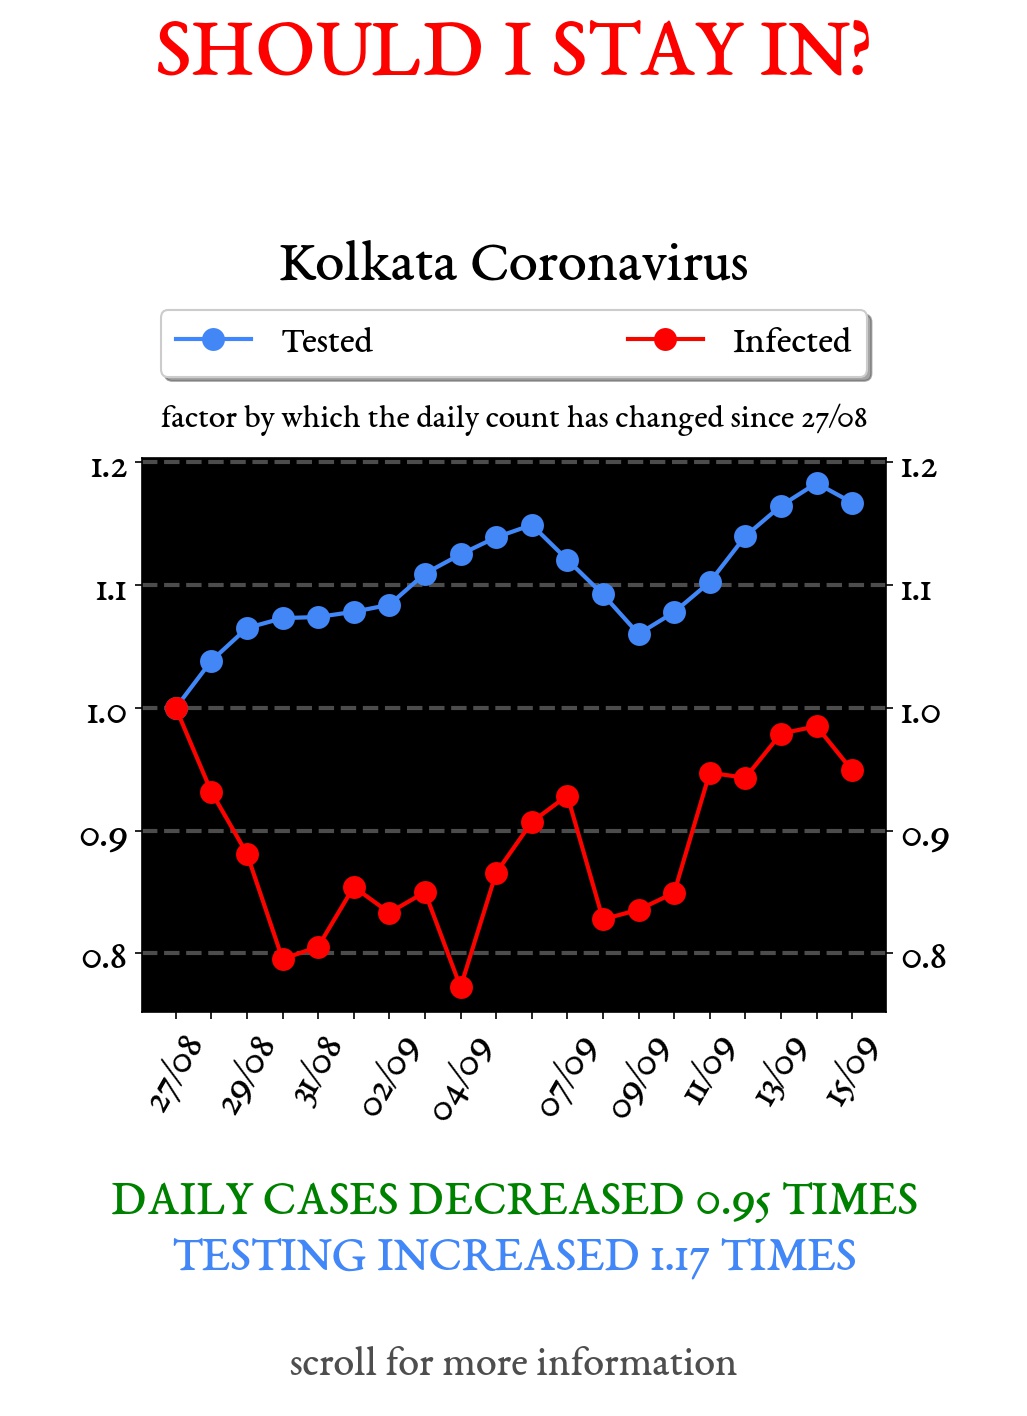 SHOULD I STAY IN?
Kolkata Coronavirus
Tested Infected
factor by which the daily count has changed since 27/08
1.2 1.2
1.1 1.1
1.0 1.0
0.9 0.9
0.8 0.8
27/08 29/08 31/08 02/09 04/09 07/09 09/09 11/09 13/09 15/09
DAILY CASES DECREASED 0.95 TIMES
TESTING INCREASED 1.17 TIMES
scroll for more information